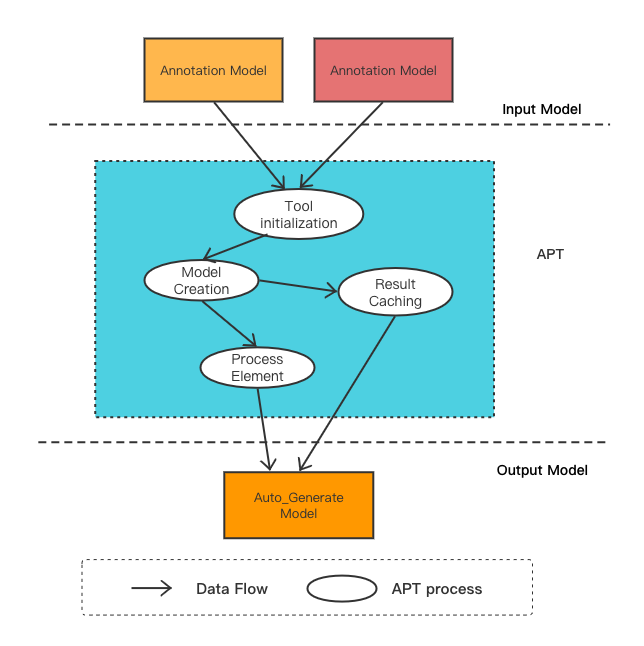 Annotation Model
Annotation Model
Input Model
Tool
initialization
APT
Model
Creation
Result
Caching
Process
Element
Output Model
Auto_Generate
Model
Data Flow
APT process